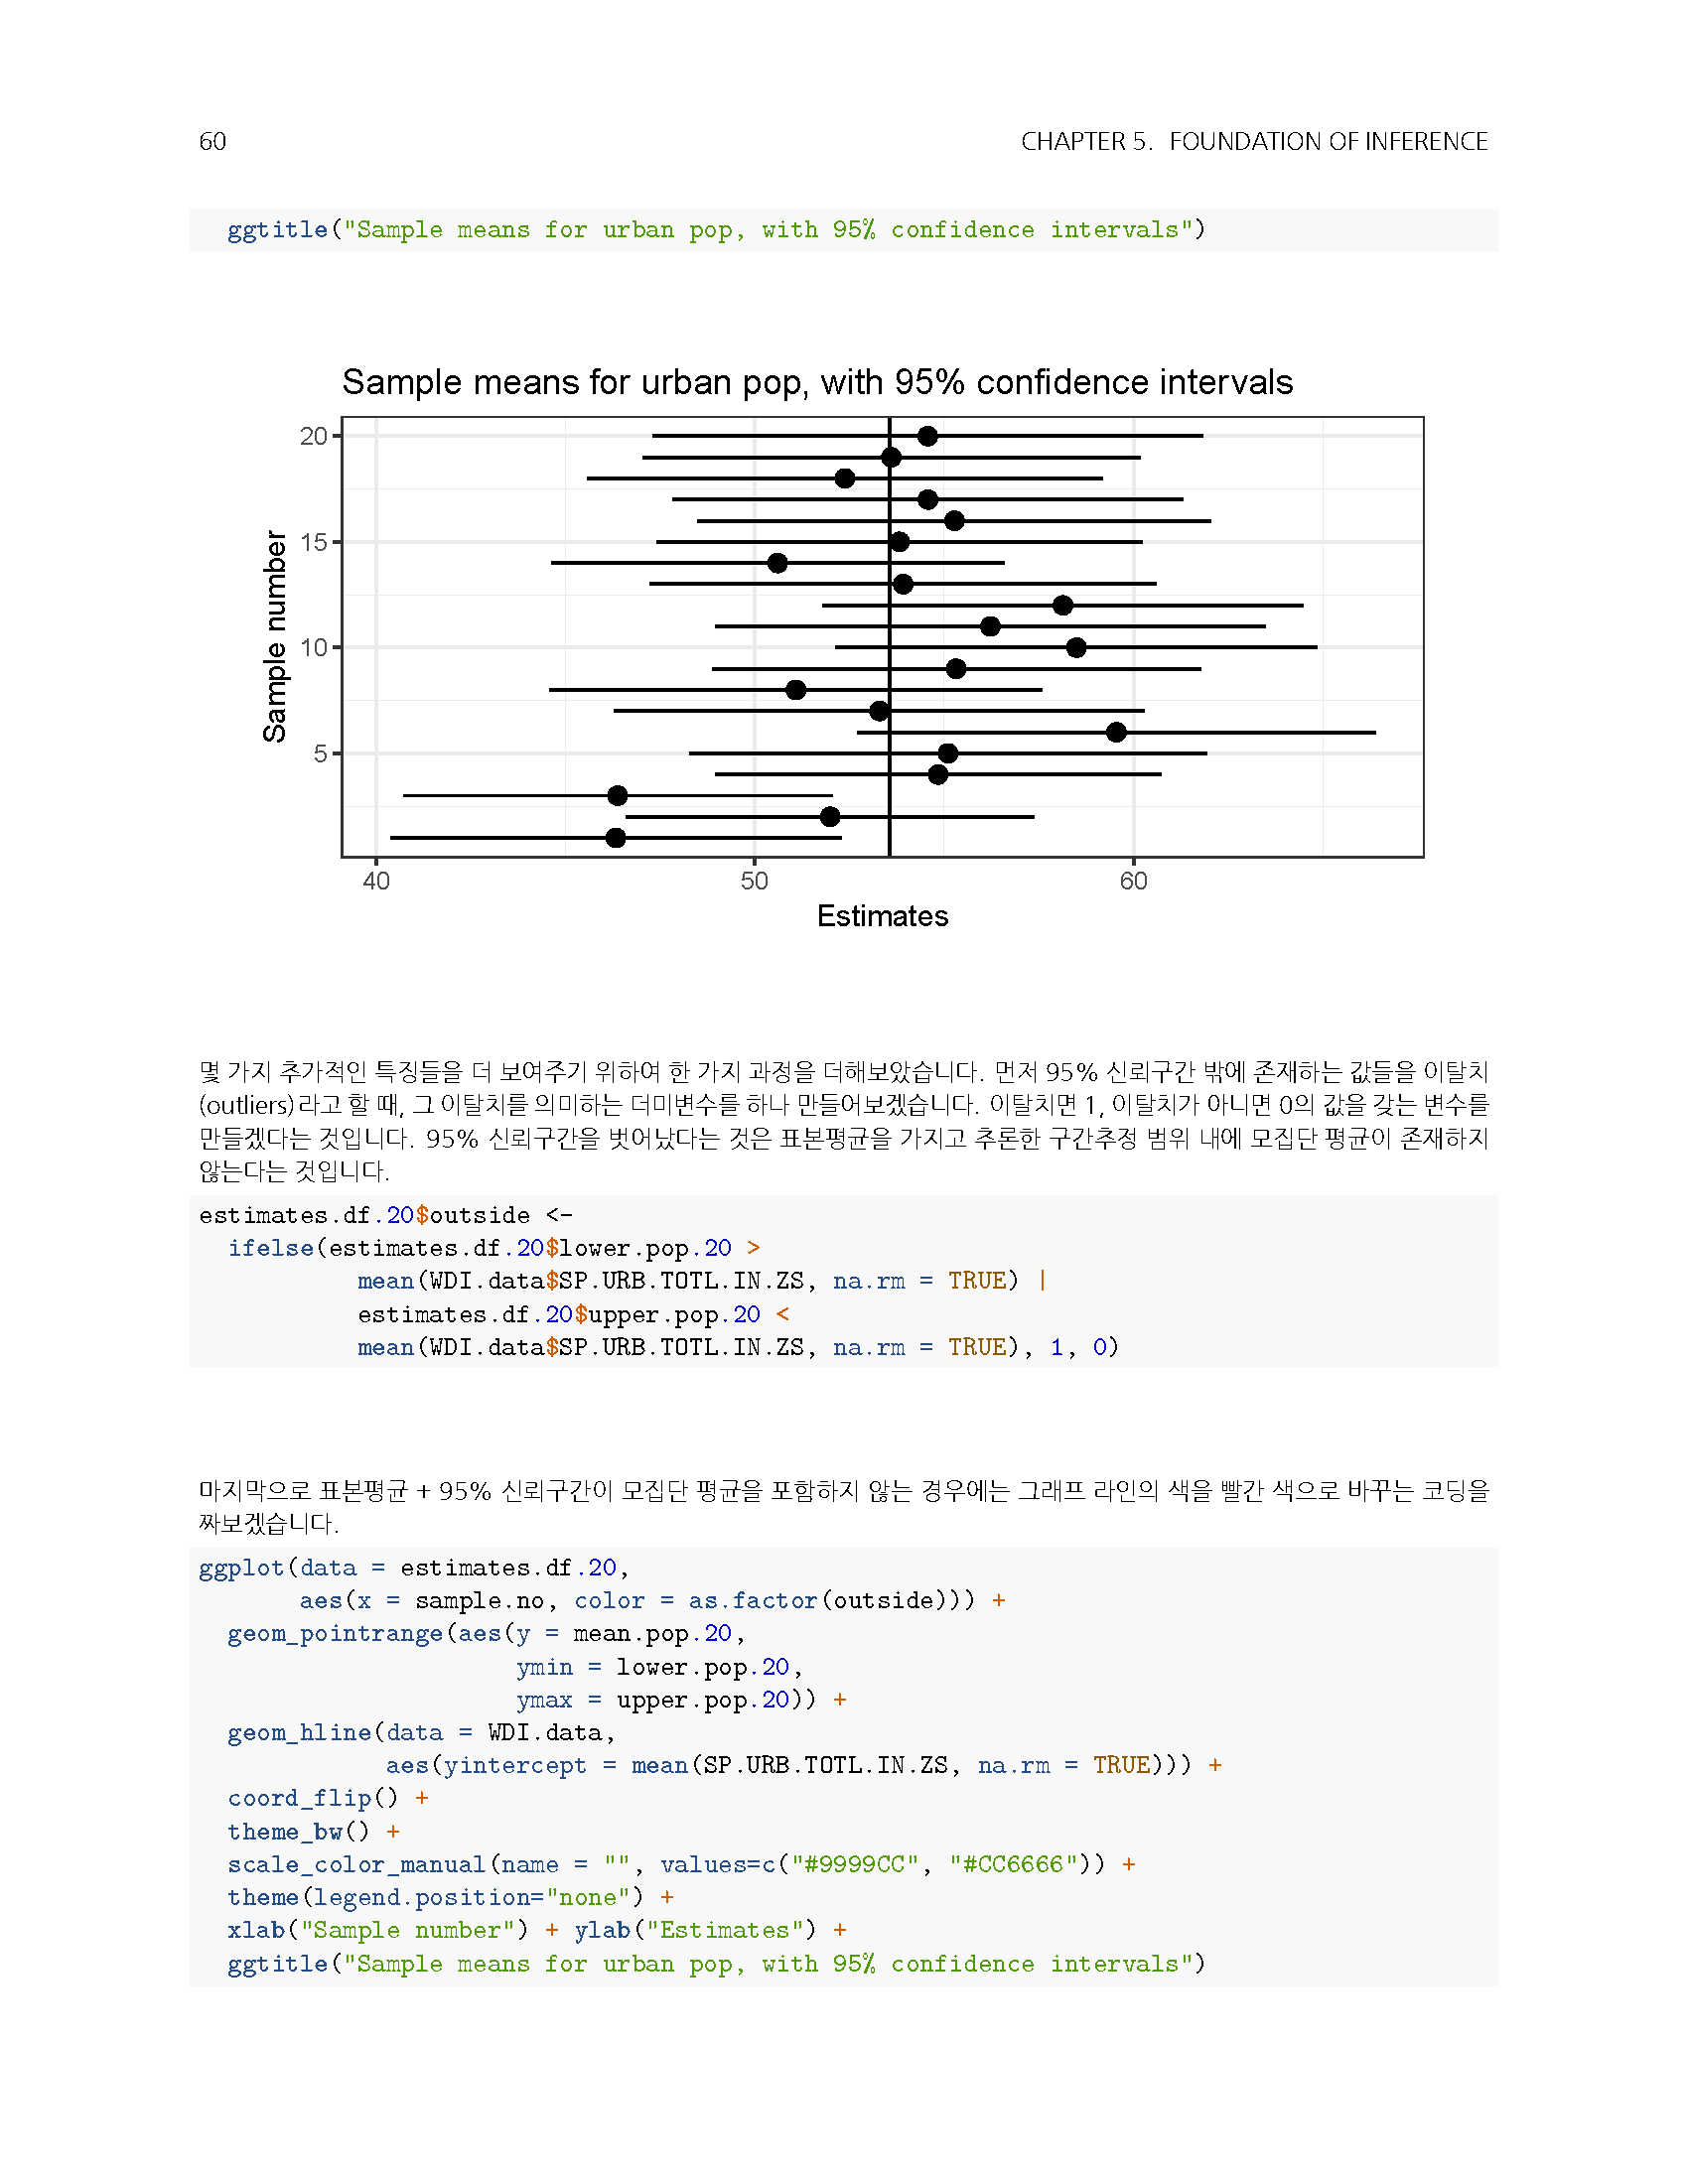 60 CHAPTER 5. FOUNDATION OF INFERENCE
ggtitle("Sample means for urban pop, with 95% confidence intervals")
Sample means for urban pop, with 95% confidence intervals
20
15
10
5
Sample number
40 50 60
Estimates
몇 가지 추가적인 특징들을 더 보여주기 위하여 한 가지 과정을 더해보았습니다. 먼저 95% 신뢰구간 밖에 존재하는 값들을 이탈치
(outliers)라고 할 때, 그 이탈치를 의미하는 더미변수를 하나 만들어보겠습니다. 이탈치면 1, 이탈치가 아니면 0의 값을 갖는 변수를
만들겠다는 것입니다. 95% 신뢰구간을 벗어났다는 것은 표본평균을 가지고 추론한 구간추정 범위 내에 모집단 평균이 존재하지
않는다는 것입니다.
estimates.df.20$outside <-
  ifelse(estimates.df.20$lower.pop.20 >
           mean(WDI.data$SP.URB.TOTL.IN.ZS, na.rm = TRUE) |
           estimates.df.20$upper.pop.20 <
           mean(WDI.data$SP.URB.TOTL.IN.ZS, na.rm = TRUE), 1, 0)
마지막으로 표본평균 + 95% 신뢰구간이 모집단 평균을 포함하지 않는 경우에는 그래프 라인의 색을 빨간 색으로 바꾸는 코딩을
짜보겠습니다.
ggplot(data = estimates.df.20,
       aes(x = sample.no, color = as.factor(outside))) +
  geom_pointrange(aes(y = mean.pop.20,
                      ymin = lower.pop.20,
                      ymax = upper.pop.20)) +
  geom_hline(data = WDI.data,
             aes(yintercept = mean(SP.URB.TOTL.IN.ZS, na.rm = TRUE))) +
  coord_flip() +
  theme_bw() +
  scale_color_manual(name = "", values=c("#9999CC", "#CC6666")) +
  theme(legend.position="none") +
  xlab("Sample number") + ylab("Estimates") +
  ggtitle("Sample means for urban pop, with 95% confidence intervals")